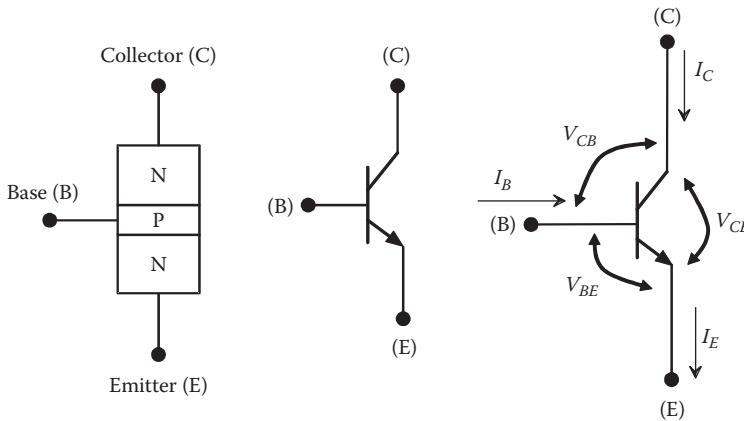 Collector (C)
N
Base (B)
P
N
Emitter (E)
(C)
(B)
(E)
(C)
I_C
V_CB
I_B
(B)
V_BE
I_E
(E)